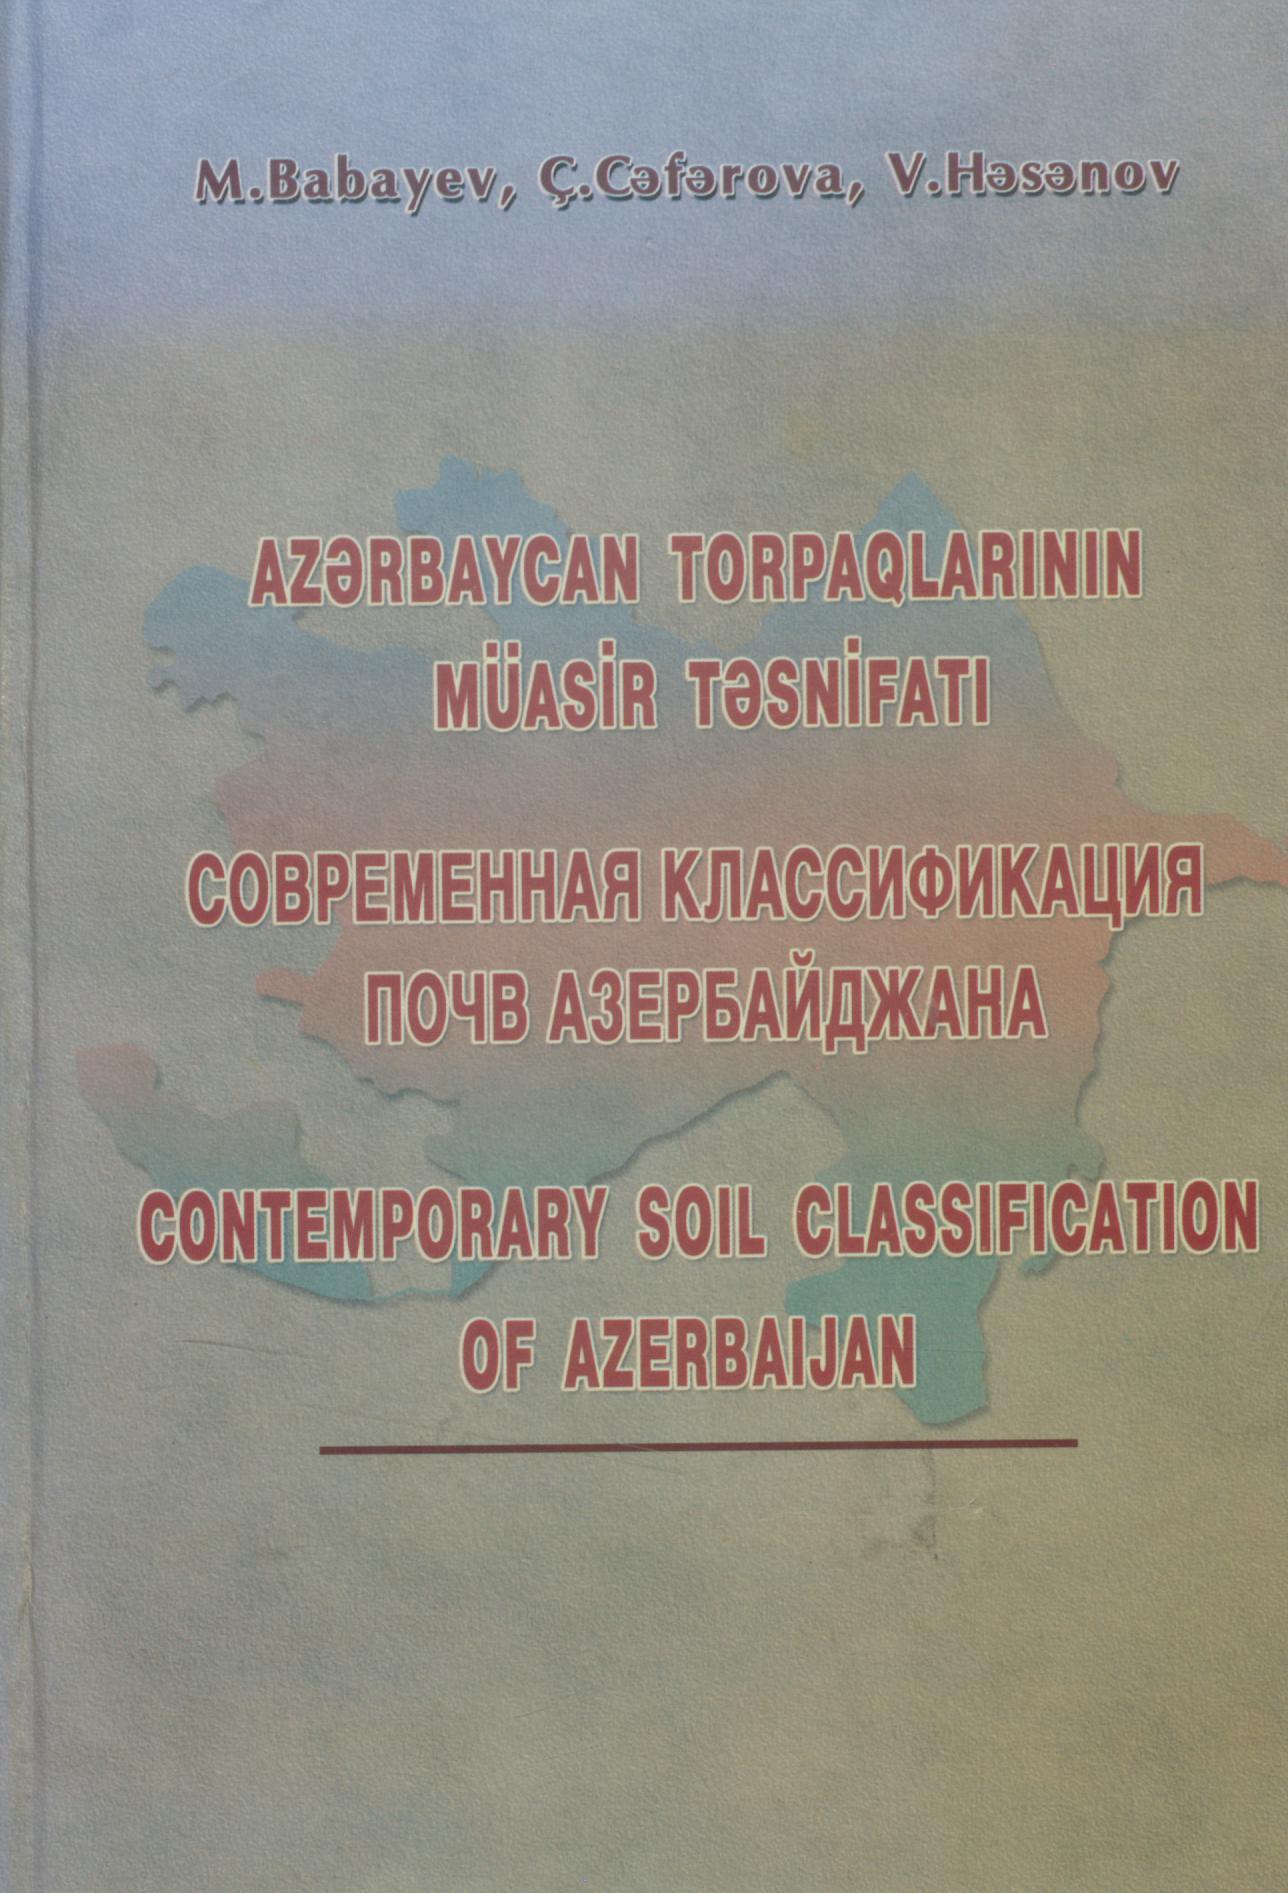 M.Babayev, Ç.Cəfərova, V.Həsənov
AZƏRBAYCAN TORPAQLARININ
MÜASİR TƏSNİFATI
СОВРЕМЕННАЯ КЛАССИФИКАЦИЯ
ПОЧВ АЗЕРБАЙДЖАНА
CONTEMPORARY SOIL CLASSIFICATION
OF AZERBAIJAN